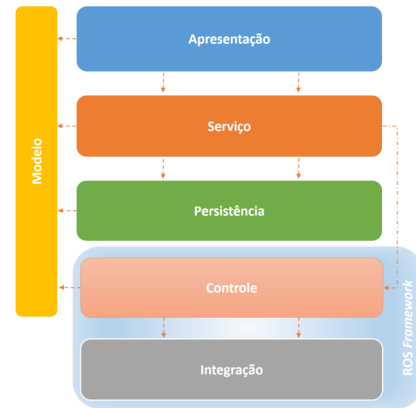 Apresentação
Serviço
Modelo
Persistência
Controle
ROS Framework
Integração